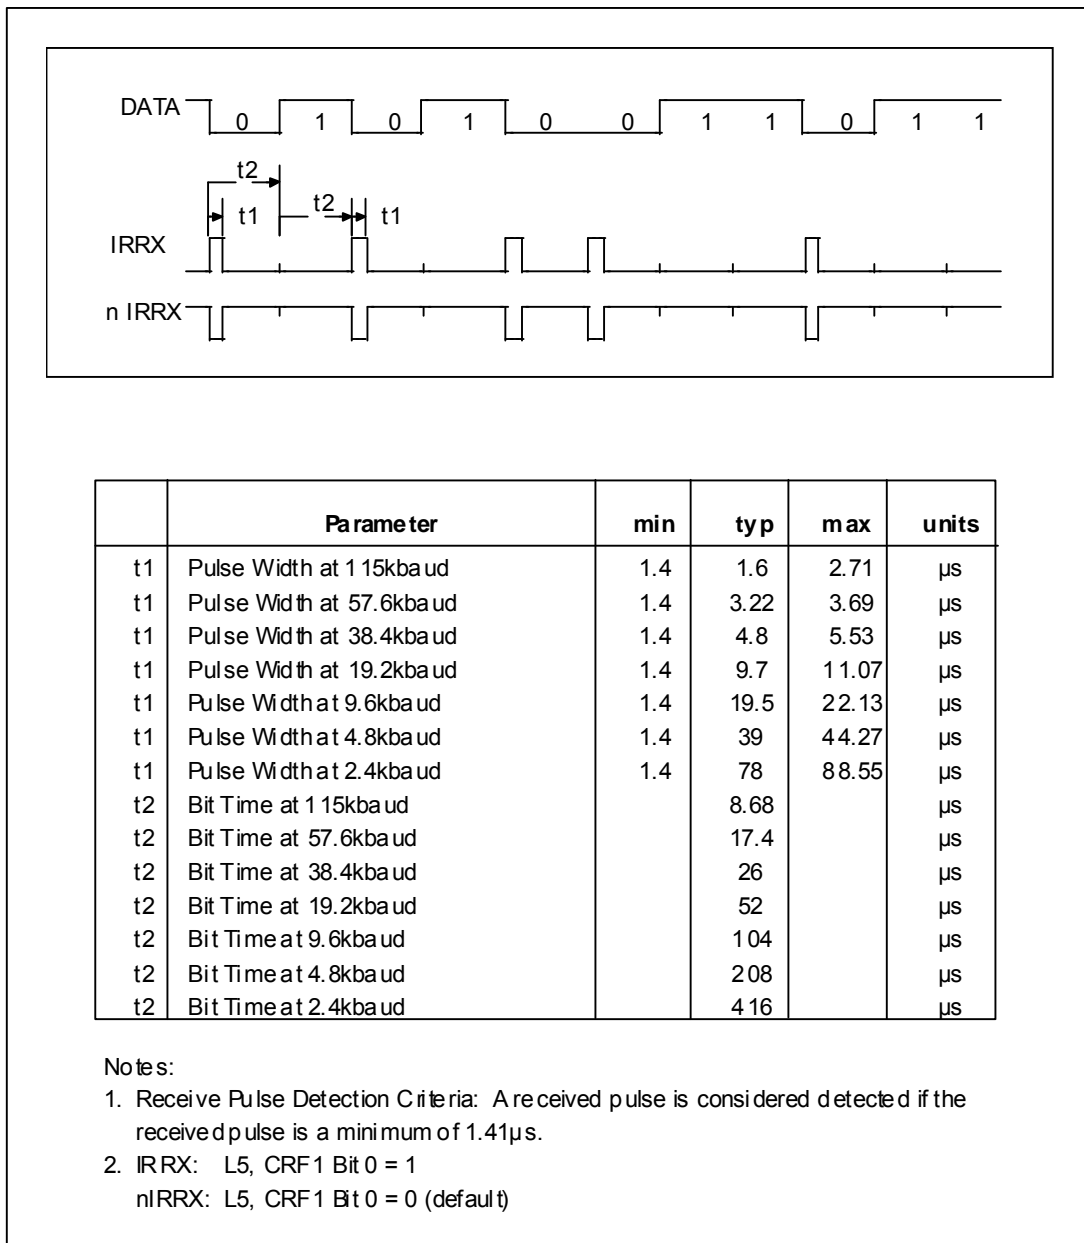 DATA 0 1 0 1 0 0 1 1 0 1 1
t2
t1 t2 t1
IRRX
n IRRX
Parameter min typ max units
t1 Pulse Width at 115kbaud 1.4 1.6 2.71 µs
t1 Pulse Width at 57.6kbaud 1.4 3.22 3.69 µs
t1 Pulse Width at 38.4kbaud 1.4 4.8 5.53 µs
t1 Pulse Width at 19.2kbaud 1.4 9.7 11.07 µs
t1 Pulse Width at 9.6kbaud 1.4 19.5 22.13 µs
t1 Pulse Width at 4.8kbaud 1.4 39 44.27 µs
t1 Pulse Width at 2.4kbaud 1.4 78 88.55 µs
t2 Bit Time at 115kbaud 8.68 µs
t2 Bit Time at 57.6kbaud 17.4 µs
t2 Bit Time at 38.4kbaud 26 µs
t2 Bit Time at 19.2kbaud 52 µs
t2 Bit Time at 9.6kbaud 104 µs
t2 Bit Time at 4.8kbaud 208 µs
t2 Bit Time at 2.4kbaud 416 µs
Notes:
1. Receive Pulse Detection Criteria: A received pulse is considered detected if the
received pulse is a minimum of 1.41µs.
2. IRRX: L5, CRF1 Bit 0 = 1
nIRRX: L5, CRF1 Bit 0 = 0 (default)